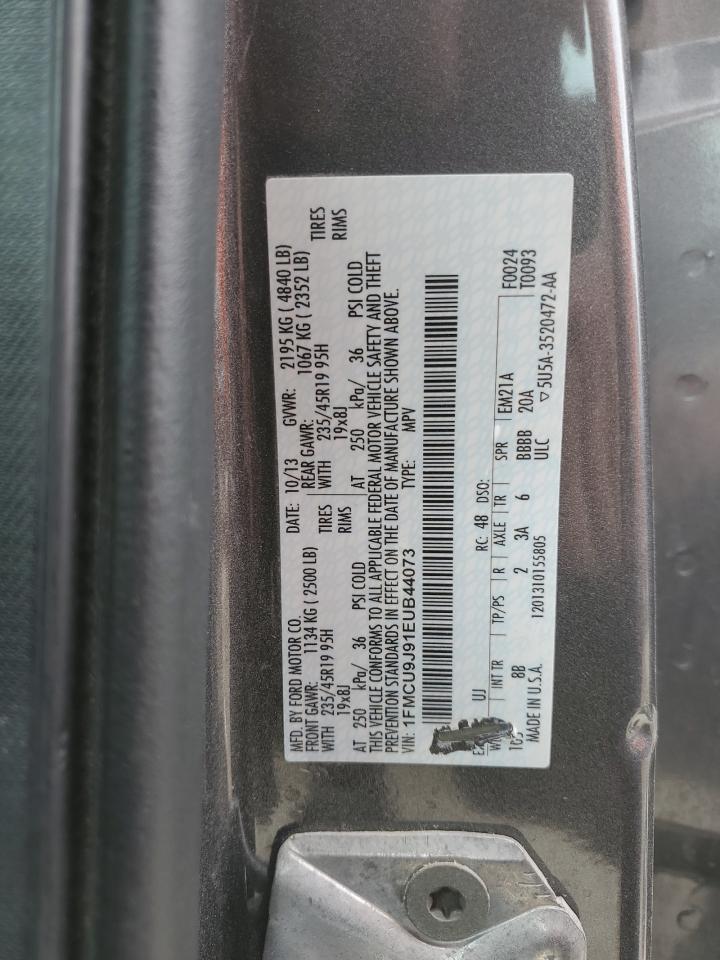 MFD. BY FORD MOTOR CO. DATE: 10/13 GVWR: 2195 KG ( 4840 LB)
FRONT GAWR: 1134 KG ( 2500 LB) REAR GAWR: 1067 KG ( 2352 LB)
WITH 235/45R19 95H TIRES WITH 235/45R19 95H TIRES
19x8J RIMS 19x8J RIMS
AT 250 kPa/ 36 PSI COLD AT 250 kPa/ 36 PSI COLD
THIS VEHICLE CONFORMS TO ALL APPLICABLE FEDERAL MOTOR VEHICLE SAFETY AND THEFT
PREVENTION STANDARDS IN EFFECT ON THE DATE OF MANUFACTURE SHOWN ABOVE.
VIN: 1FMCU9J91EUB44073 TYPE: MPV
UJ RC: 48 DSO:
INT TR TP/PS R AXLE TR SPR EM21A F0024
8B 2 3A 6 BBBB 20A T0093
1201310155805 ULC
MADE IN U.S.A. ▽5U5A-3520472-AA